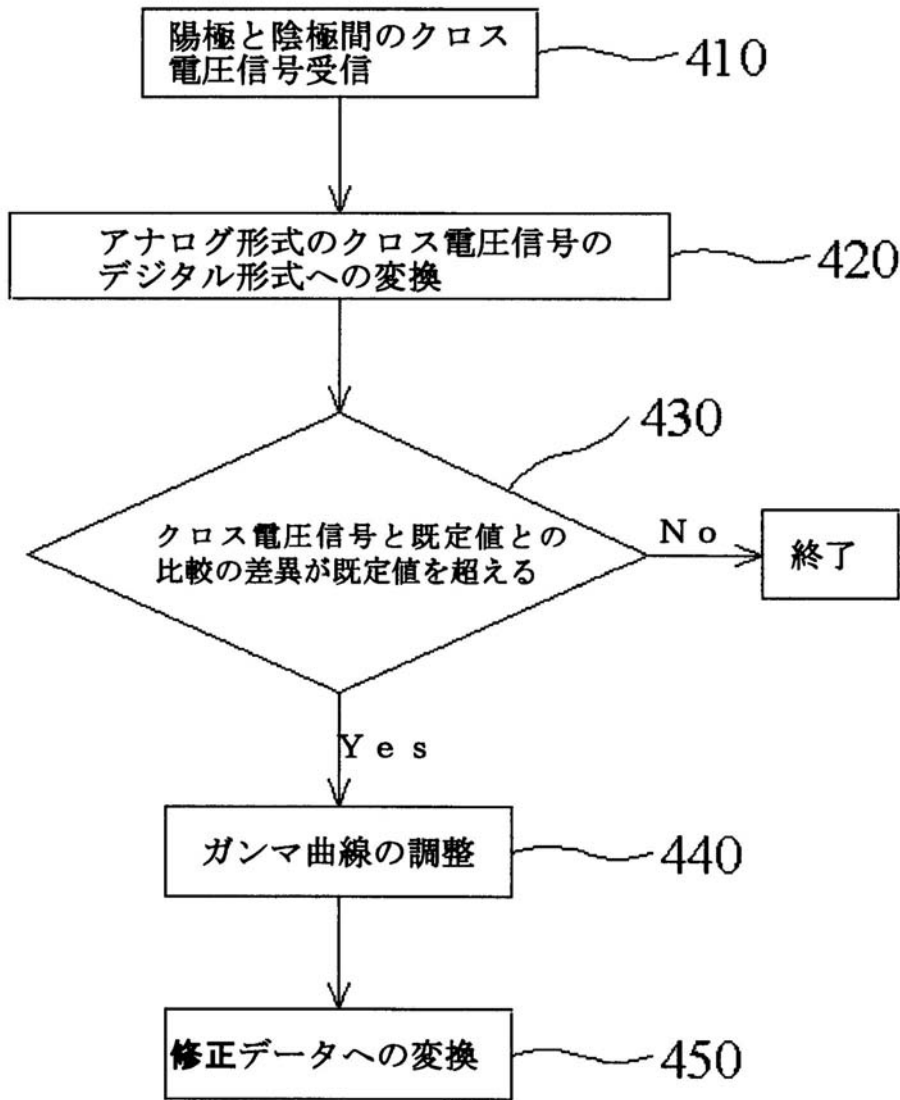 陽極と陰極間のクロス
電圧信号受信
410
アナログ形式のクロス電圧信号の
デジタル形式への変換
420
430
クロス電圧信号と既定値との
比較の差異が既定値を超える
No
終了
Yes
ガンマ曲線の調整
440
修正データへの変換
450